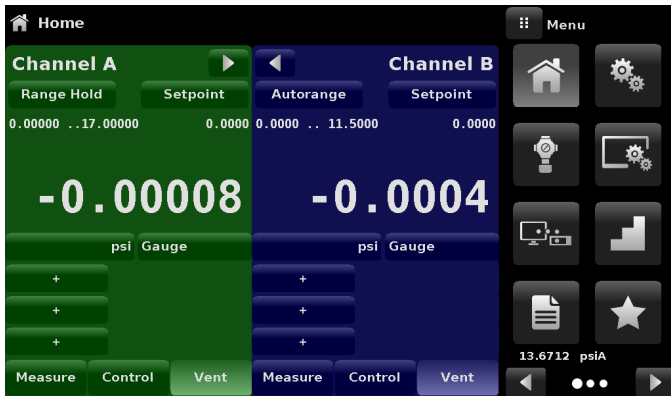 Home
Menu
Channel A
Channel B
Range Hold
Setpoint
Autorange
Setpoint
0.00000 ..17.00000
0.0000
0.0000 .. 11.5000
0.0000
-0.00008
-0.0004
psi
Gauge
psi
Gauge
+
+
+
+
+
+
13.6712 psiA
Measure
Control
Vent
Measure
Control
Vent